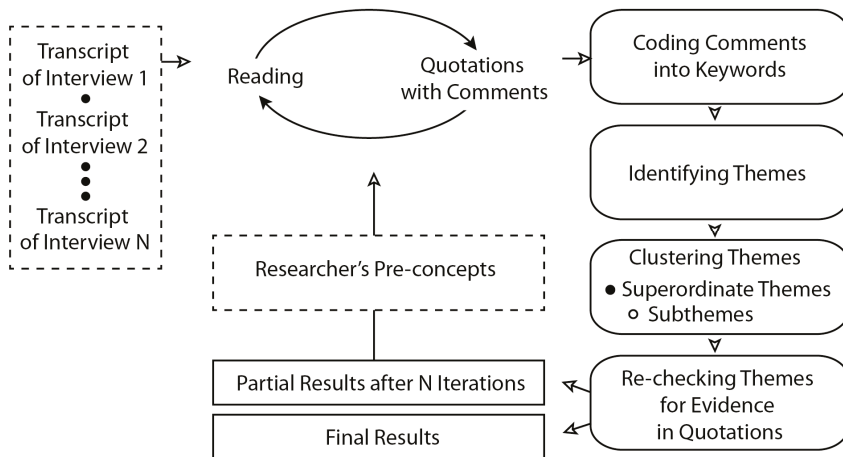 Transcript
of Interview 1
Transcript
of Interview 2
Transcript
of Interview N
Reading
Quotations
with Comments
Coding Comments
into Keywords
Identifying Themes
Clustering Themes
Superordinate Themes
Subthemes
Re-checking Themes
for Evidence
in Quotations
Researcher's Pre-concepts
Partial Results after N Iterations
Final Results